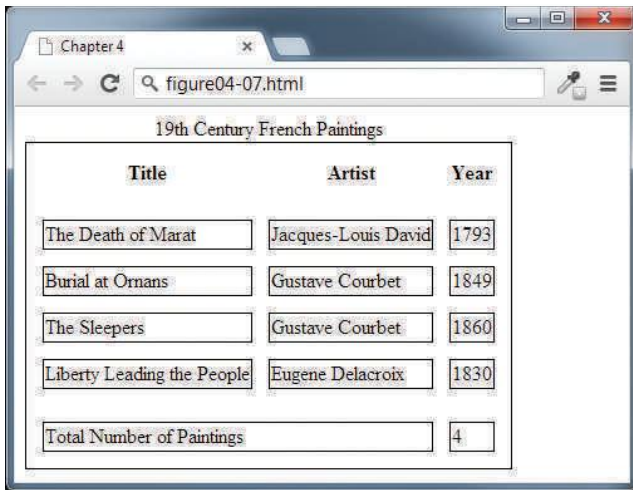 Chapter 4
figure04-07.html
19th Century French Paintings
Title Artist Year
The Death of Marat Jacques-Louis David 1793
Burial at Ornans Gustave Courbet 1849
The Sleepers Gustave Courbet 1860
Liberty Leading the People Eugene Delacroix 1830
Total Number of Paintings 4